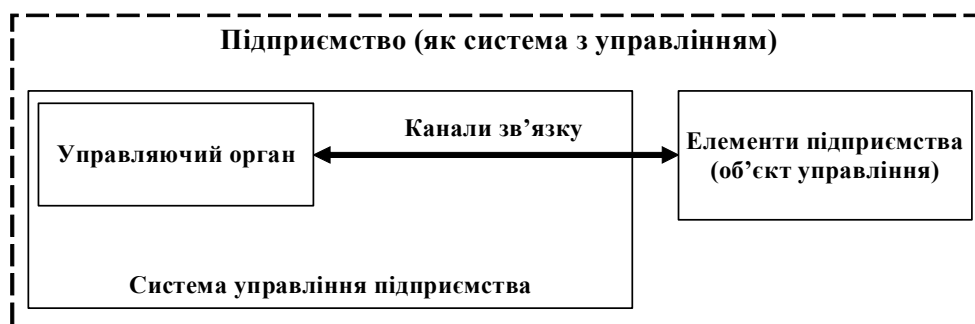 Підприємство (як система з управлінням)
Канали зв’язку
Управляючий орган
Елементи підприємства
(об’єкт управління)
Система управління підприємства